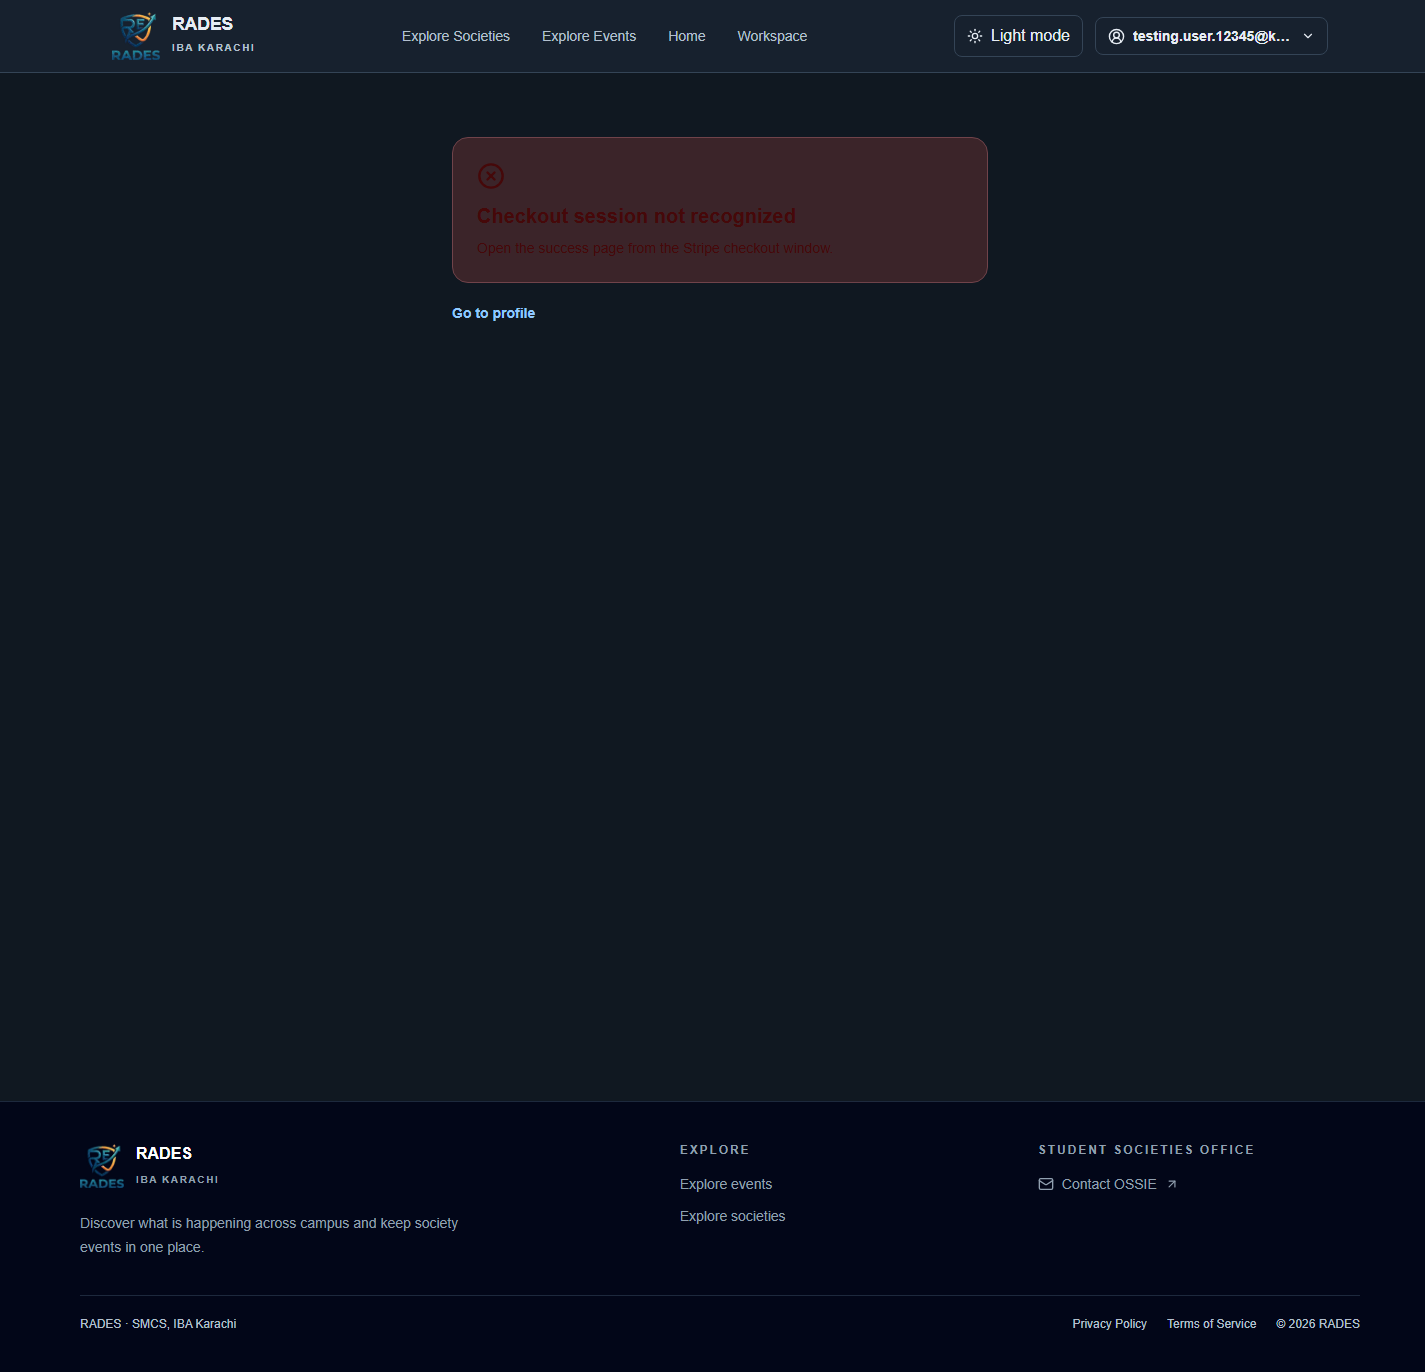 RADES
RADES
IBA KARACHI
Explore Societies
Explore Events
Home
Workspace
Light mode
testing.user.12345@k...
Checkout session not recognized
Open the success page from the Stripe checkout window.
Go to profile
RADES
RADES
IBA KARACHI
Discover what is happening across campus and keep society
events in one place.
EXPLORE
Explore events
Explore societies
STUDENT SOCIETIES OFFICE
Contact OSSIE
RADES · SMCS, IBA Karachi
Privacy Policy
Terms of Service
© 2026 RADES